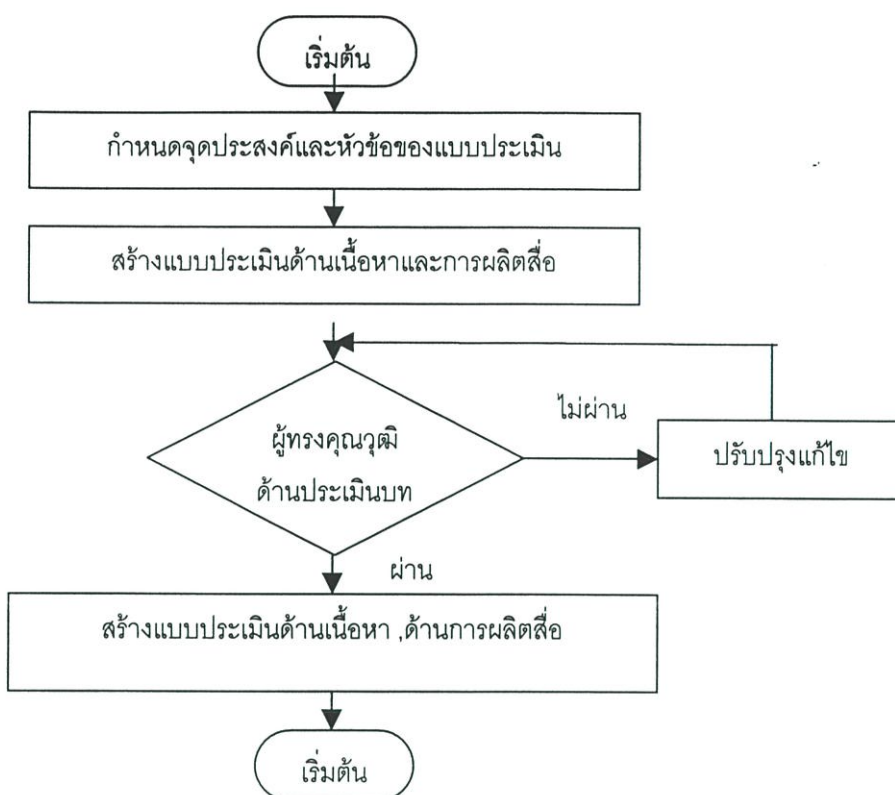 เริ่มต้น
กำหนดจุดประสงค์และหัวข้อของแบบประเมิน
สร้างแบบประเมินด้านเนื้อหาและการผลิตสื่อ
ผู้ทรงคุณวุฒิ
ด้านประเมินบท
ไม่ผ่าน
ปรับปรุงแก้ไข
ผ่าน
สร้างแบบประเมินด้านเนื้อหา ,ด้านการผลิตสื่อ
เริ่มต้น